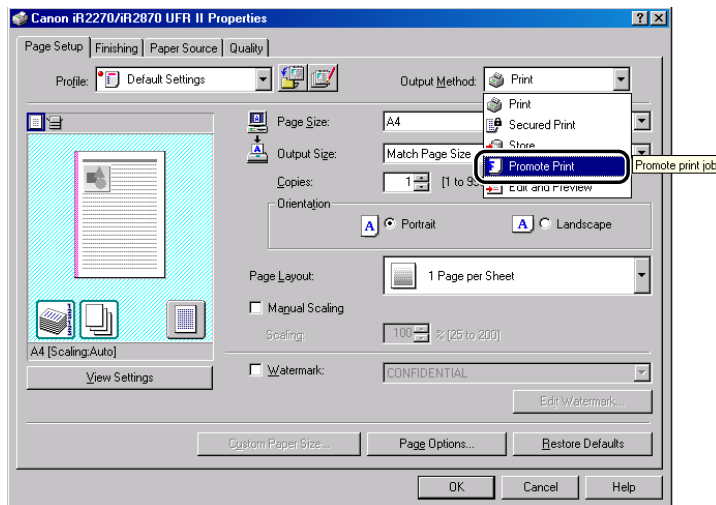 Canon iR2270/iR2870 UFR II Properties
Page Setup Finishing Paper Source Quality
Profile: Default Settings Output Method: Print
Print
Page Size: A4 Secured Print
Store
Output Size: Match Page Size Promote Print Promote print job
Copies: 1 [1 to 99 Edit and Preview
Orientation
A Portrait A Landscape
Page Layout: 1 Page per Sheet
Manual Scaling
Scaling: 100 % [25 to 200]
A4 [Scaling:Auto]
View Settings Watermark: CONFIDENTIAL
Edit Watermark...
Custom Paper Size... Page Options... Restore Defaults
OK Cancel Help